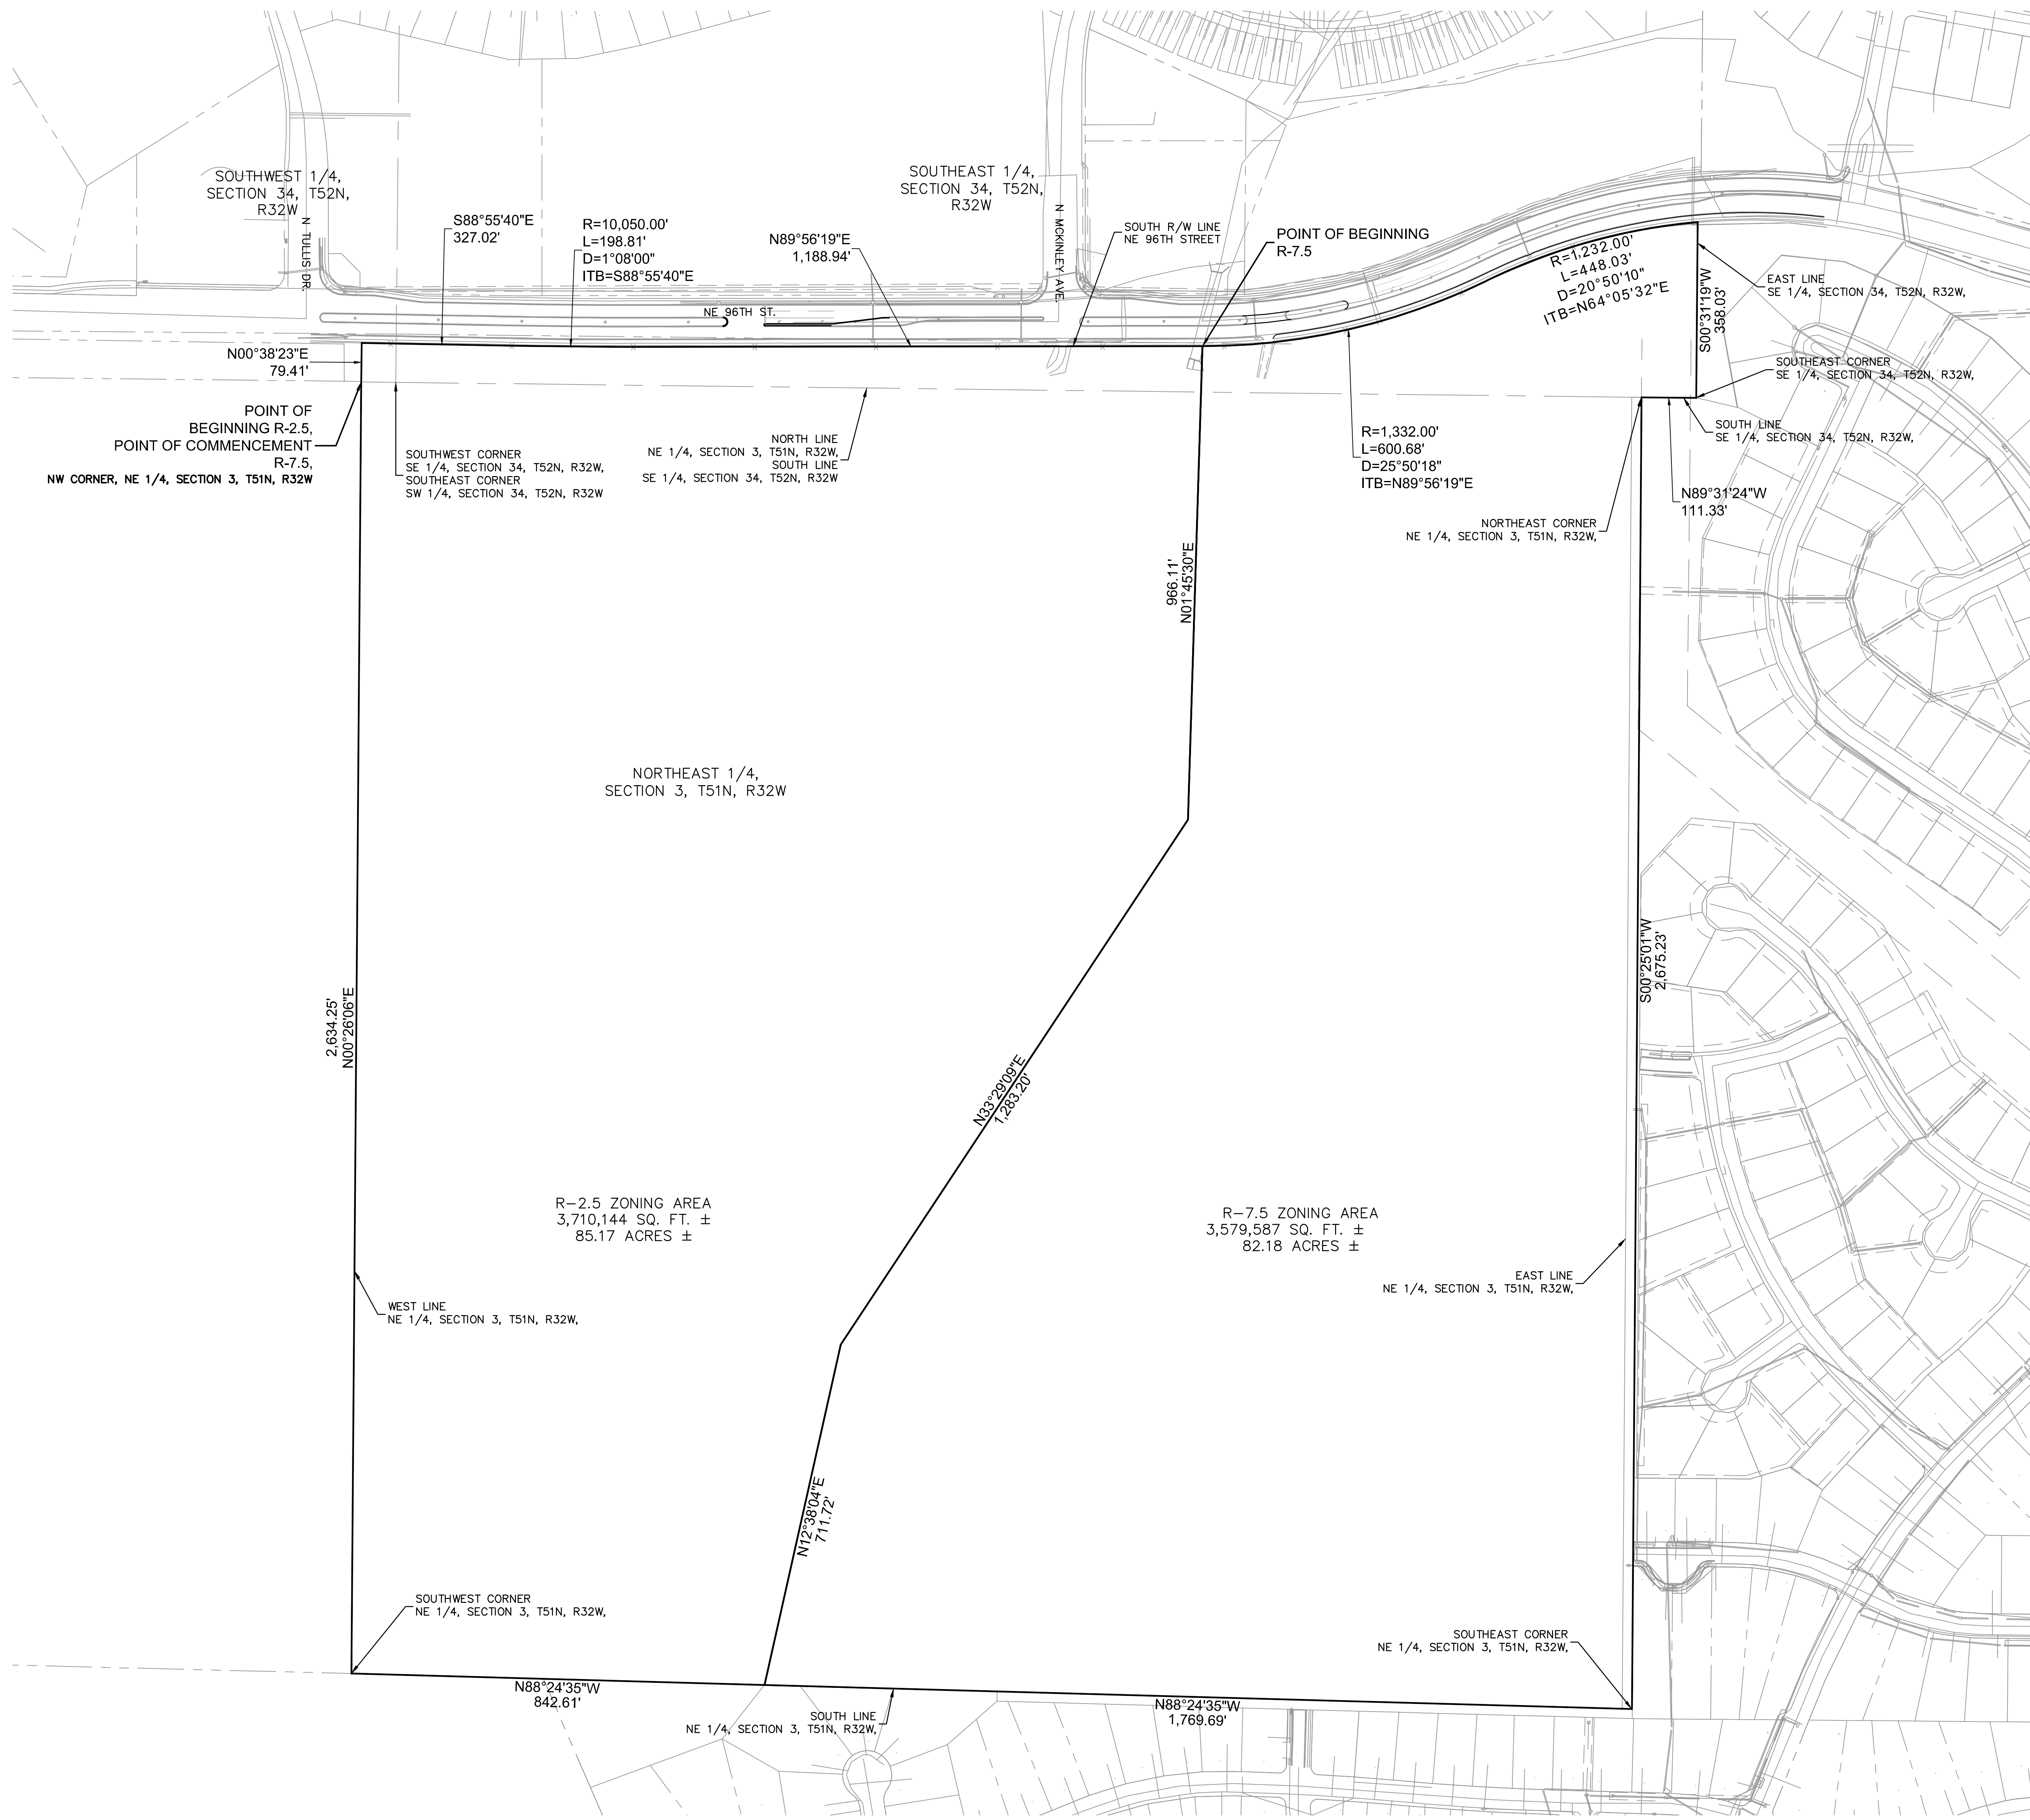 SOUTHWEST 1/4,
SECTION 34, T52N,
R32W
SOUTHEAST 1/4,
SECTION 34, T52N,
R32W
N TULLIS DR.
N MCKINLEY AVE.
S88°55'40"E
327.02'
R=10,050.00'
L=198.81'
D=1°08'00"
ITB=S88°55'40"E
N89°56'19"E
1,188.94'
SOUTH R/W LINE
NE 96TH STREET
POINT OF BEGINNING
R-7.5
R=1,232.00'
L=448.03'
D=20°50'10"
ITB=N64°05'32"E
EAST LINE
SE 1/4, SECTION 34, T52N, R32W,
S00°31'19"W
358.03'
NE 96TH ST.
N00°38'23"E
79.41'
SOUTHEAST CORNER
SE 1/4, SECTION 34, T52N, R32W,
POINT OF
BEGINNING R-2.5,
POINT OF COMMENCEMENT
R-7.5,
NW CORNER, NE 1/4, SECTION 3, T51N, R32W
SOUTHWEST CORNER
SE 1/4, SECTION 34, T52N, R32W,
SOUTHEAST CORNER
SW 1/4, SECTION 34, T52N, R32W
NORTH LINE
NE 1/4, SECTION 3, T51N, R32W,
SOUTH LINE
SE 1/4, SECTION 34, T52N, R32W
R=1,332.00'
L=600.68'
D=25°50'18"
ITB=N89°56'19"E
SOUTH LINE
SE 1/4, SECTION 34, T52N, R32W,
N89°31'24"W
111.33'
NORTHEAST CORNER
NE 1/4, SECTION 3, T51N, R32W,
966.11'
N01°45'30"E
NORTHEAST 1/4,
SECTION 3, T51N, R32W
2,634.25'
N00°26'06"E
S00°25'01"W
2,675.23'
N33°29'09"E
1,283.20'
R-2.5 ZONING AREA
3,710,144 SQ. FT. ±
85.17 ACRES ±
R-7.5 ZONING AREA
3,579,587 SQ. FT. ±
82.18 ACRES ±
EAST LINE
NE 1/4, SECTION 3, T51N, R32W,
WEST LINE
NE 1/4, SECTION 3, T51N, R32W,
N12°38'04"E
711.72'
SOUTHWEST CORNER
NE 1/4, SECTION 3, T51N, R32W,
SOUTHEAST CORNER
NE 1/4, SECTION 3, T51N, R32W,
N88°24'35"W
842.61'
SOUTH LINE
NE 1/4, SECTION 3, T51N, R32W,
N88°24'35"W
1,769.69'